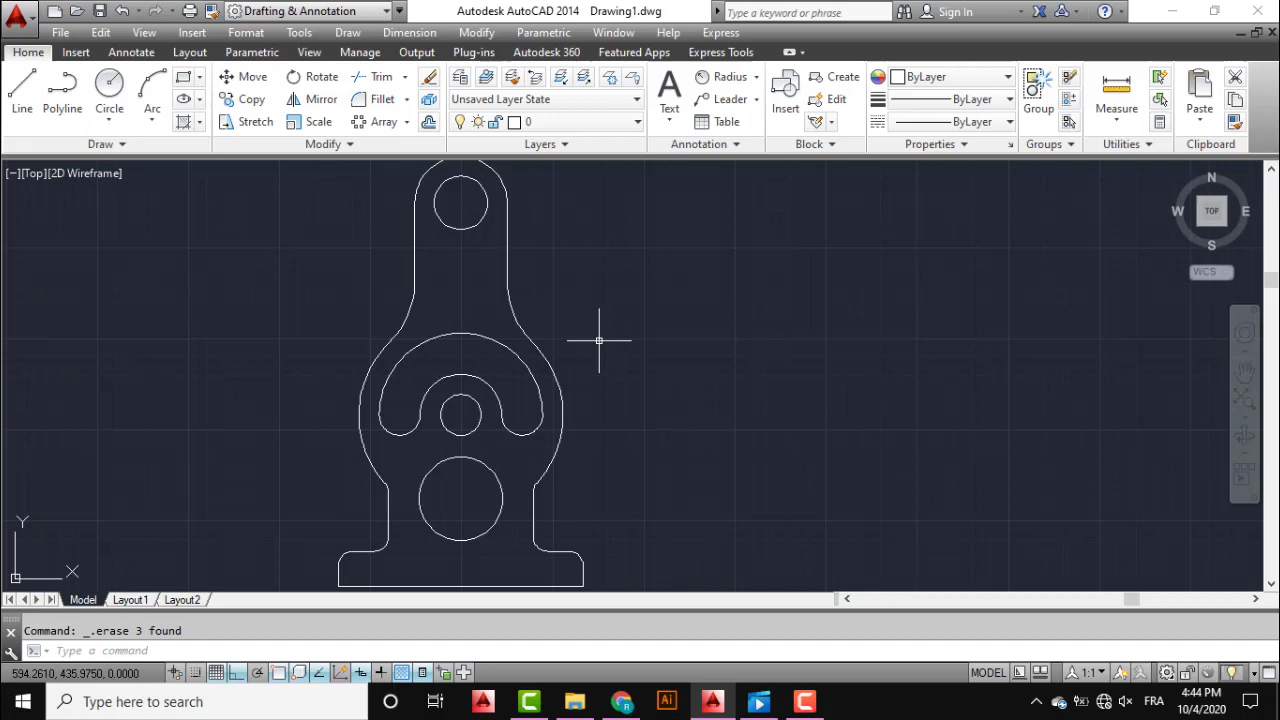 Drafting & Annotation
Autodesk AutoCAD 2014 Drawing1.dwg
Type a keyword or phrase
Sign In
File Edit View Insert Format Tools Draw Dimension Modify Parametric Window Help Express
Home Insert Annotate Layout Parametric View Manage Output Plug-ins Autodesk 360 Featured Apps Express Tools
Line Polyline Circle Arc
Move Rotate Trim
Copy Mirror Fillet
Stretch Scale Array
Unsaved Layer State
0
Text
Radius
Leader
Table
Insert
Create
Edit
ByLayer
ByLayer
ByLayer
Group
Measure
Paste
Draw Modify Layers Annotation Block Properties Groups Utilities Clipboard
[−][Top][2D Wireframe]
N
W TOP E
S
WCS
Y
X
Model Layout1 Layout2
Command: _.erase 3 found
Type a command
594.2610, 435.9750, 0.0000
MODEL
1:1
Type here to search
Ai
FRA
4:44 PM
10/4/2020